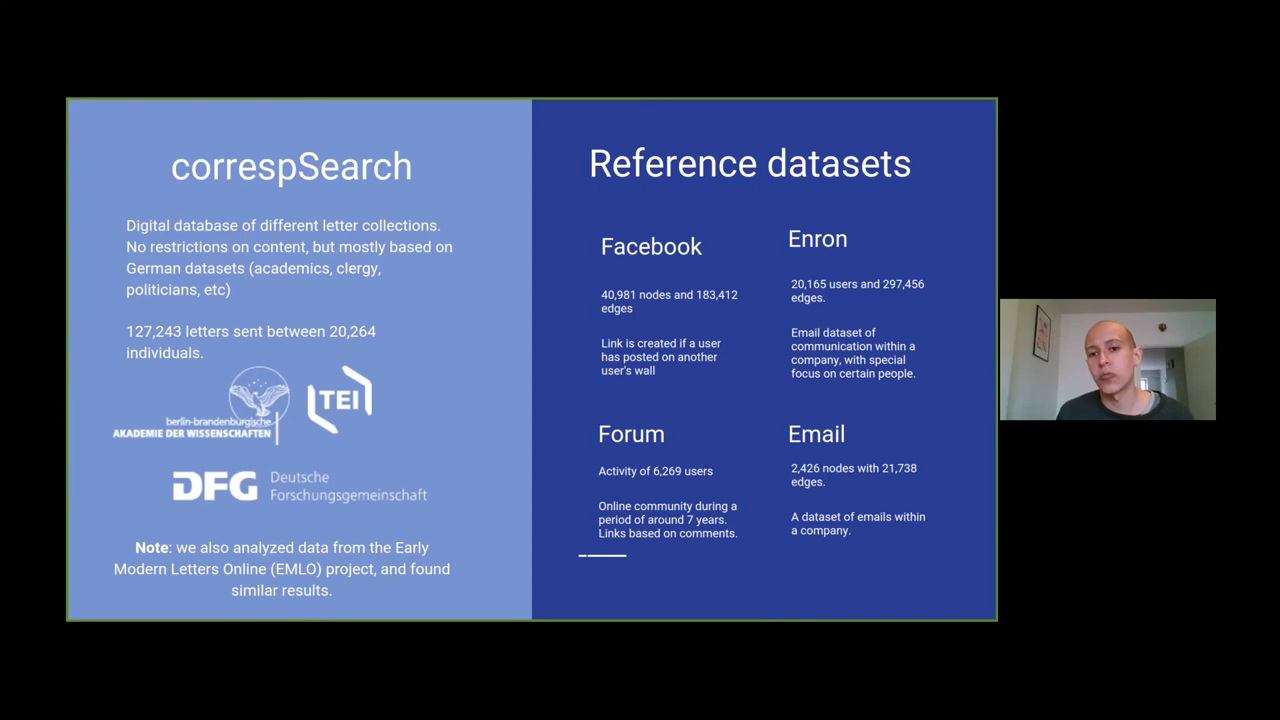 correspSearch
Digital database of different letter collections.
No restrictions on content, but mostly based on
German datasets (academics, clergy,
politicians, etc)
127,243 letters sent between 20,264
individuals.
berlin-brandenburgische
AKADEMIE DER WISSENSCHAFTEN
TEI
DFG
Deutsche
Forschungsgemeinschaft
Note: we also analyzed data from the Early
Modern Letters Online (EMLO) project, and found
similar results.
Reference datasets
Facebook
40,981 nodes and 183,412
edges
Link is created if a user
has posted on another
user's wall
Enron
20,165 users and 297,456
edges.
Email dataset of
communication within a
company, with special
focus on certain people.
Forum
Activity of 6,269 users
Online community during a
period of around 7 years.
Links based on comments.
Email
2,426 nodes with 21,738
edges.
A dataset of emails within
a company.